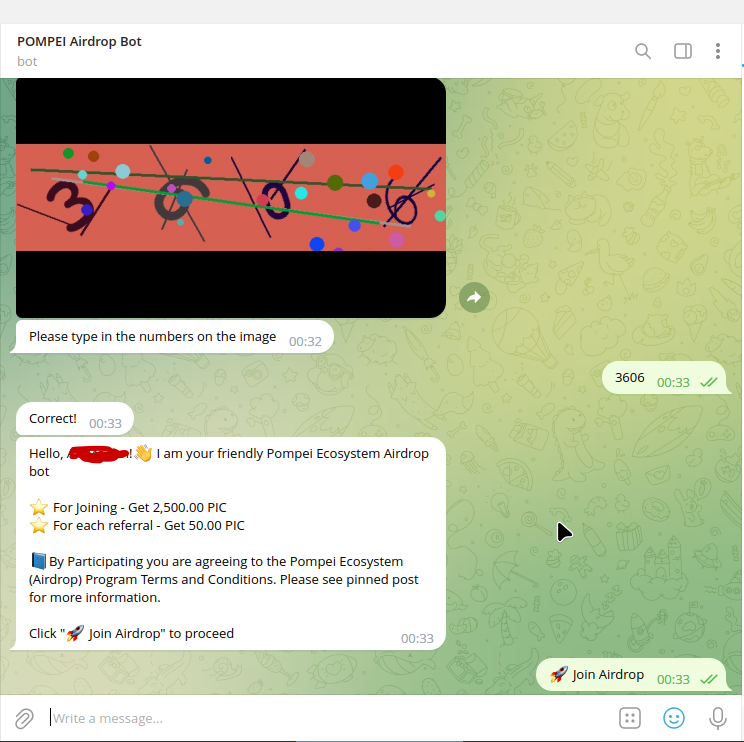 POMPEI Airdrop Bot
bot
3606
Please type in the numbers on the image 00:32
3606 00:33
Correct! 00:33
Hello, !👋 I am your friendly Pompei Ecosystem Airdrop
bot
⭐ For Joining - Get 2,500.00 PIC
⭐ For each referral - Get 50.00 PIC
📘By Participating you are agreeing to the Pompei Ecosystem
(Airdrop) Program Terms and Conditions. Please see pinned post
for more information.
Click "🚀 Join Airdrop" to proceed 00:33
🚀 Join Airdrop 00:33
Write a message...